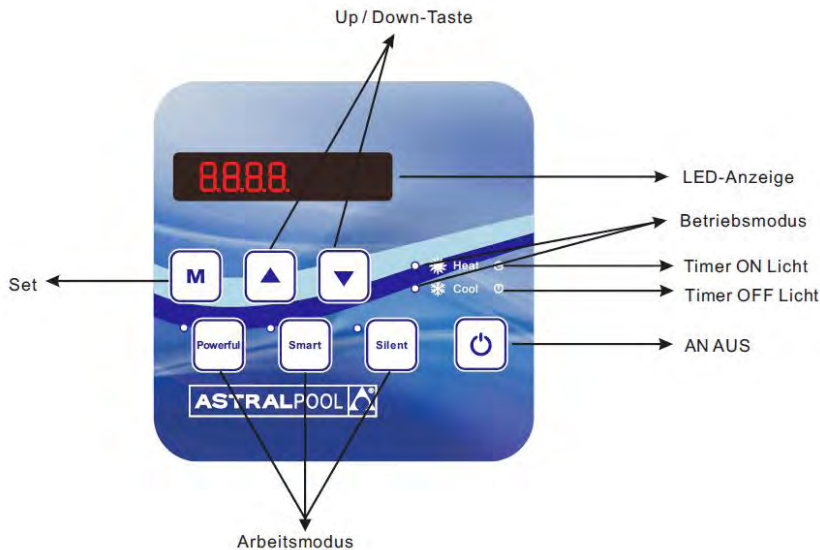 Up / Down-Taste
8.8.8.8.
LED-Anzeige
Betriebsmodus
M
Heat
Timer ON Licht
Set
Cool
Timer OFF Licht
Powerful
Smart
Silent
AN AUS
ASTRALPOOL
Arbeitsmodus